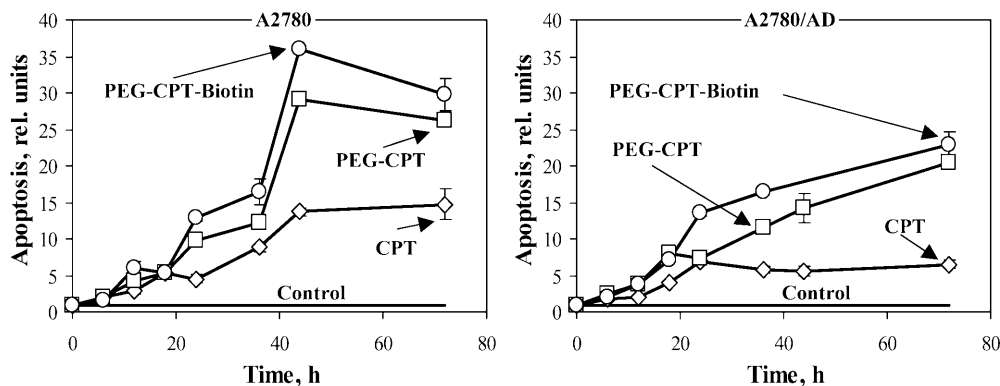 A2780
Apoptosis, rel. units
40
35
30
25
20
15
10
5
0
PEG-CPT-Biotin
PEG-CPT
CPT
Control
0 20 40 60 80
Time, h
A2780/AD
Apoptosis, rel. units
40
35
30
25
20
15
10
5
0
PEG-CPT-Biotin
PEG-CPT
CPT
Control
0 20 40 60 80
Time, h